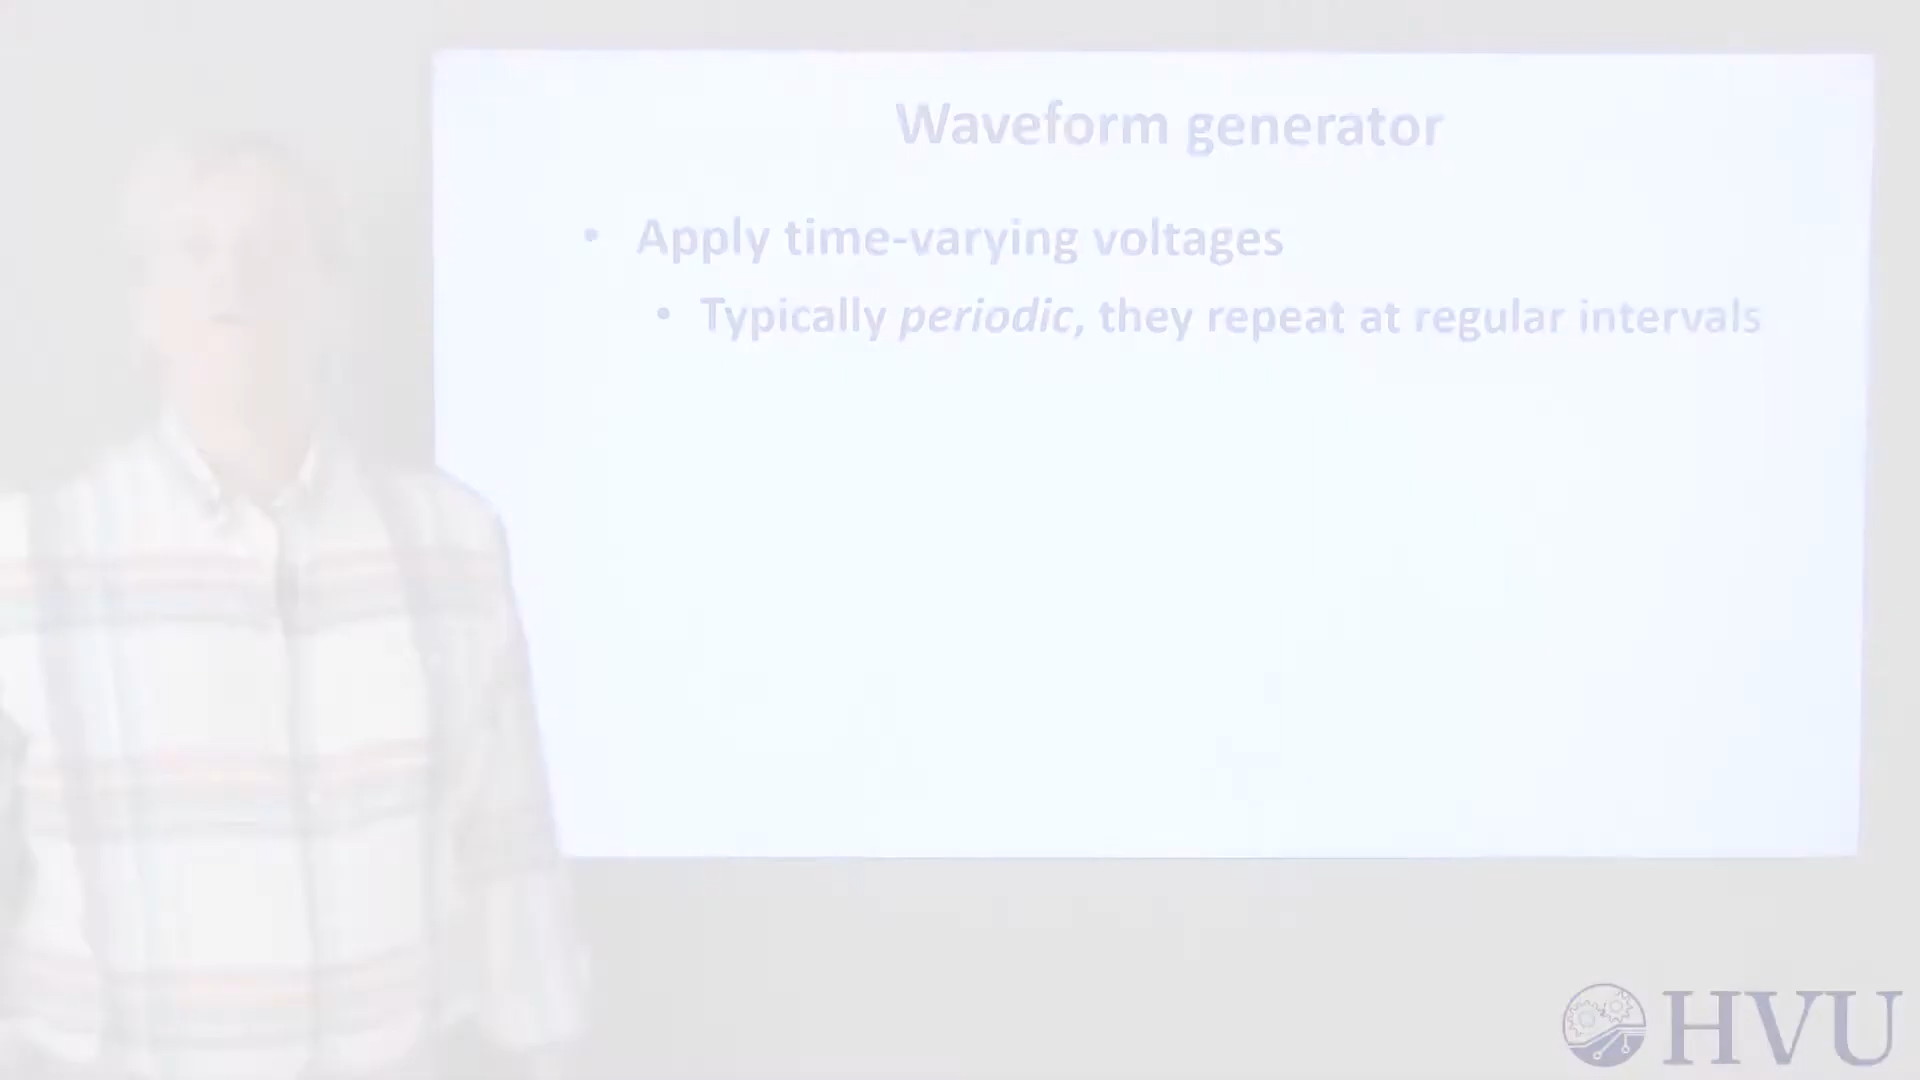 Waveform generator
• Apply time-varying voltages
• Typically periodic, they repeat at regular intervals
HVU